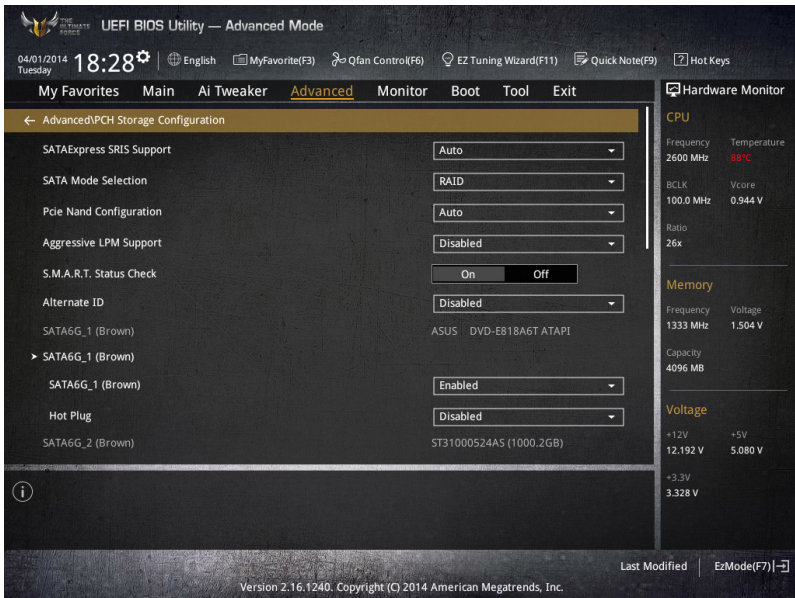 THE ULTIMATE FORCE
UEFI BIOS Utility — Advanced Mode
04/01/2014
Tuesday
18:28
English
MyFavorite(F3)
Qfan Control(F6)
EZ Tuning Wizard(F11)
Quick Note(F9)
? Hot Keys
My Favorites Main Ai Tweaker Advanced Monitor Boot Tool Exit
← Advanced\PCH Storage Configuration
SATAExpress SRIS Support Auto
SATA Mode Selection RAID
Pcie Nand Configuration Auto
Aggressive LPM Support Disabled
S.M.A.R.T. Status Check On Off
Alternate ID Disabled
SATA6G_1 (Brown) ASUS DVD-E818A6T ATAPI
> SATA6G_1 (Brown)
SATA6G_1 (Brown) Enabled
Hot Plug Disabled
SATA6G_2 (Brown) ST31000524AS (1000.2GB)
i
Hardware Monitor
CPU
Frequency Temperature
2600 MHz 88°C
BCLK Vcore
100.0 MHz 0.944 V
Ratio
26x
Memory
Frequency Voltage
1333 MHz 1.504 V
Capacity
4096 MB
Voltage
+12V +5V
12.192 V 5.080 V
+3.3V
3.328 V
Last Modified
EzMode(F7)
Version 2.16.1240. Copyright (C) 2014 American Megatrends, Inc.